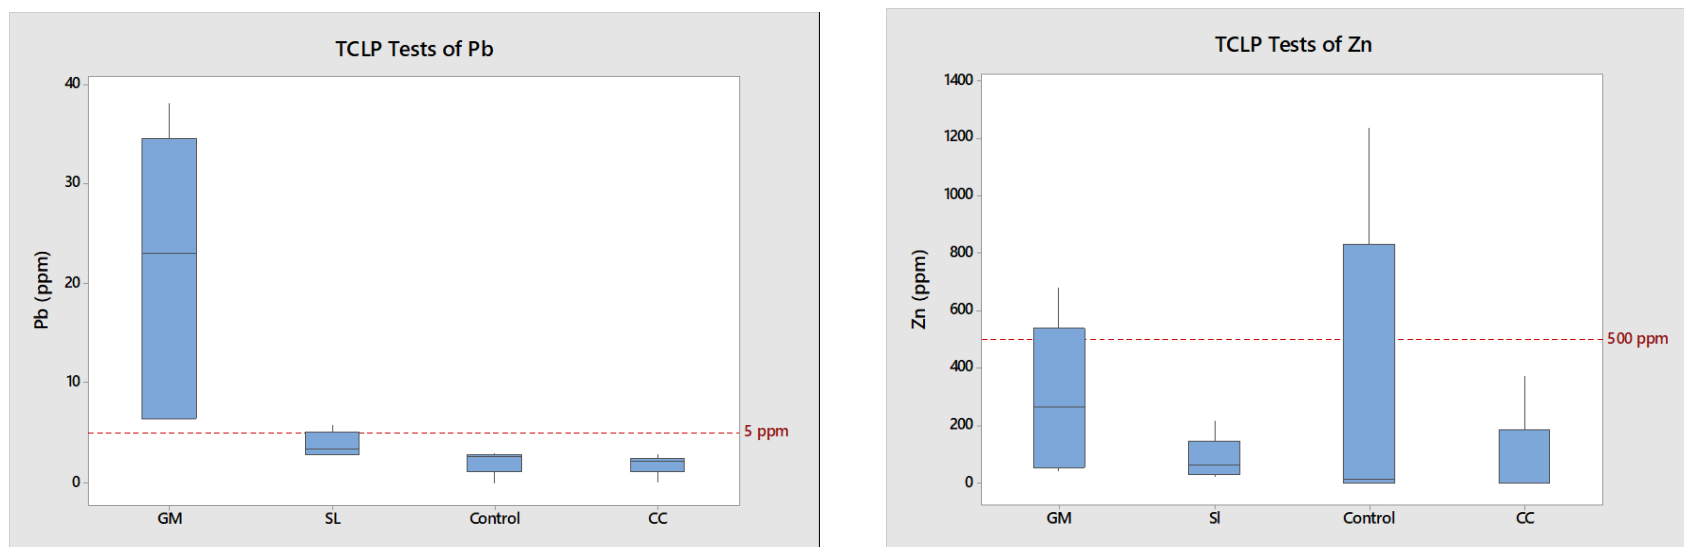 TCLP Tests of Pb
40
30
20
10
0
Pb (ppm)
5 ppm
GM SL Control CC
TCLP Tests of Zn
1400
1200
1000
800
600
400
200
0
Zn (ppm)
500 ppm
GM Sl Control CC